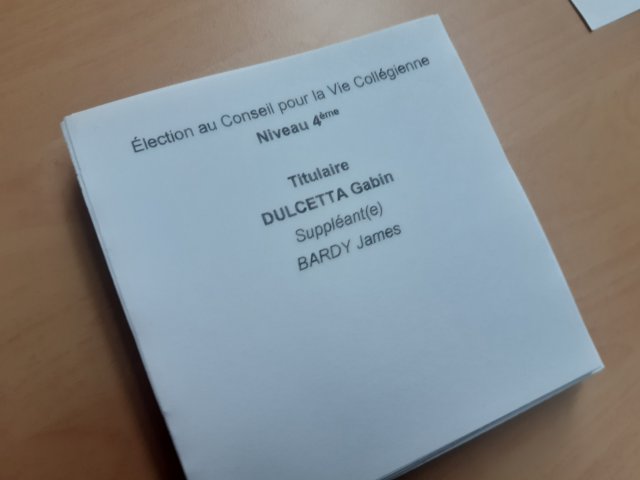 Élection au Conseil pour la Vie Collégienne
Niveau 4ème
Titulaire
DULCETTA Gabin
Suppléant(e)
BARDY James